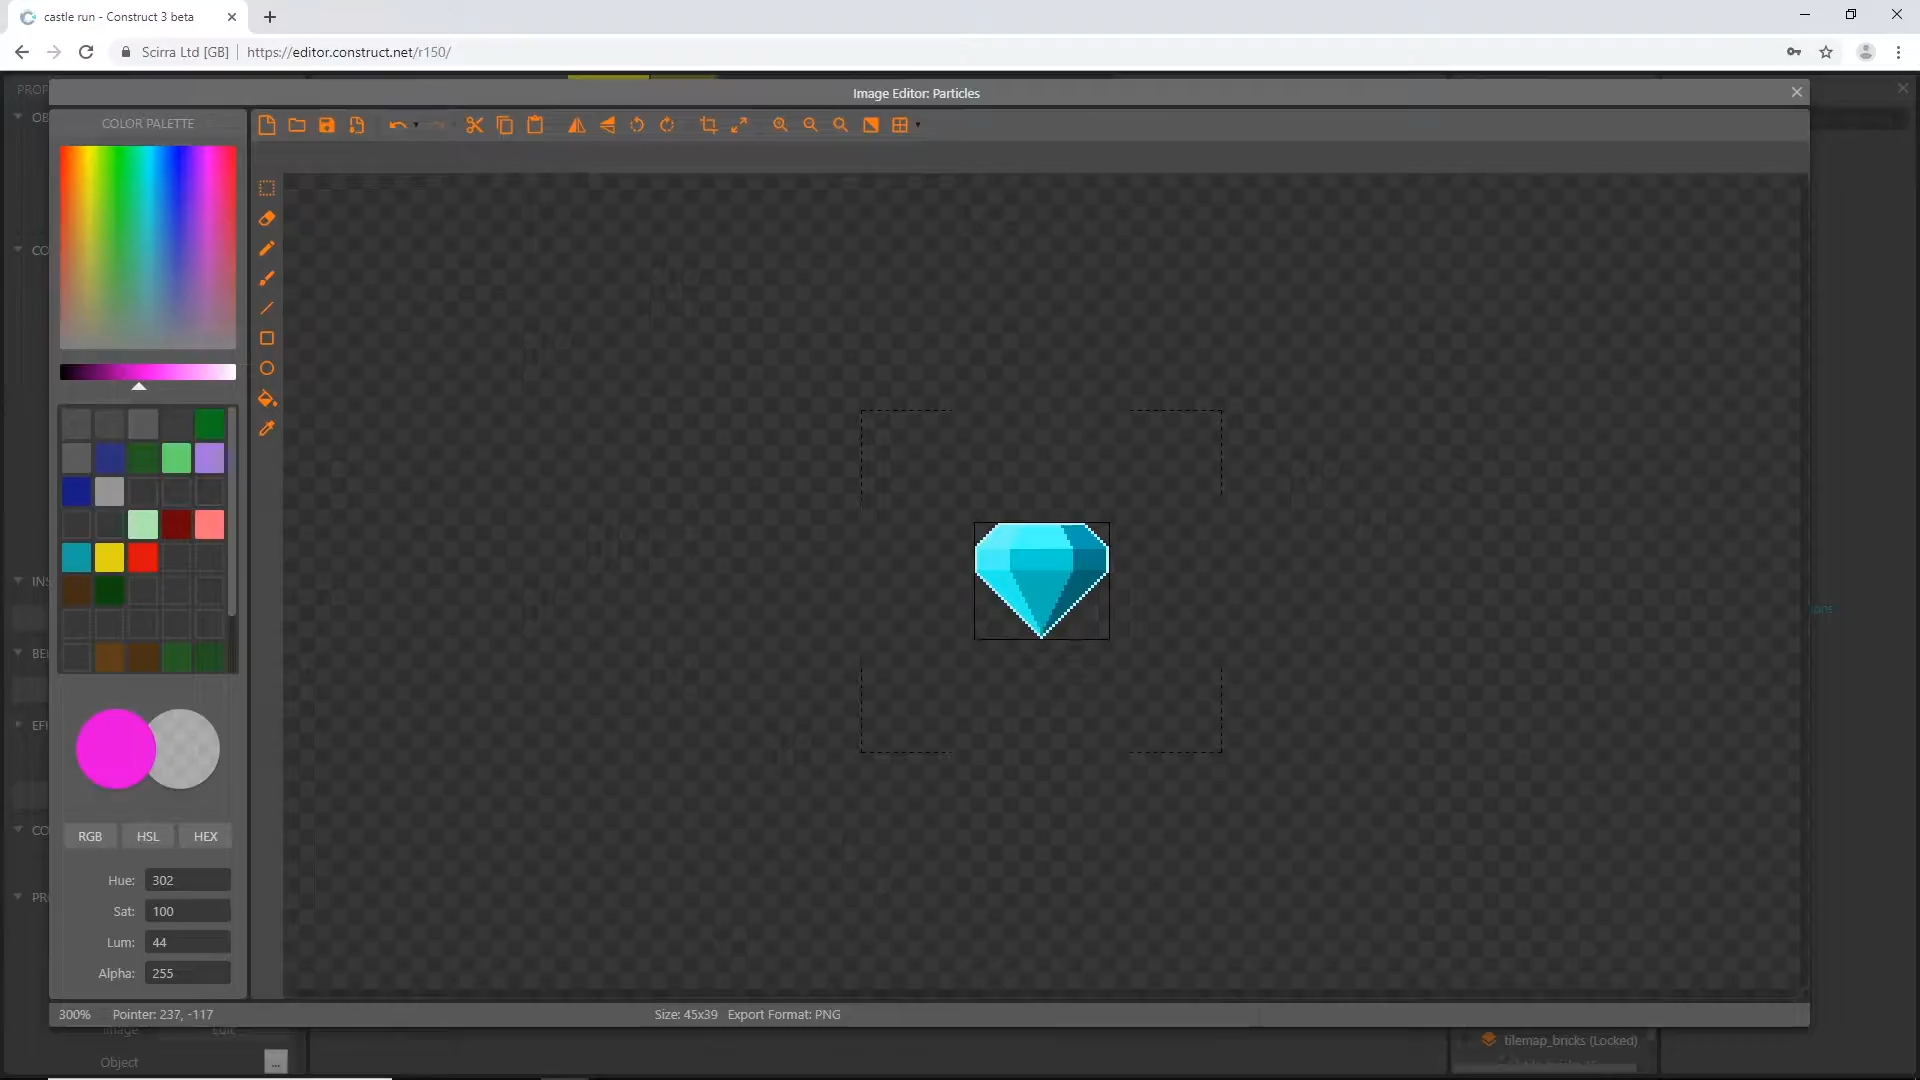 castle run - Construct 3 beta
Scirra Ltd [GB]
https://editor.construct.net/r150/
Image Editor: Particles
COLOR PALETTE
RGB
HSL
HEX
Hue:
302
Sat:
100
Lum:
44
Alpha:
255
300%
Pointer: 237, -117
Size: 45x39
Export Format: PNG
Image
Edit
Object
...
tilemap_bricks (Locked)